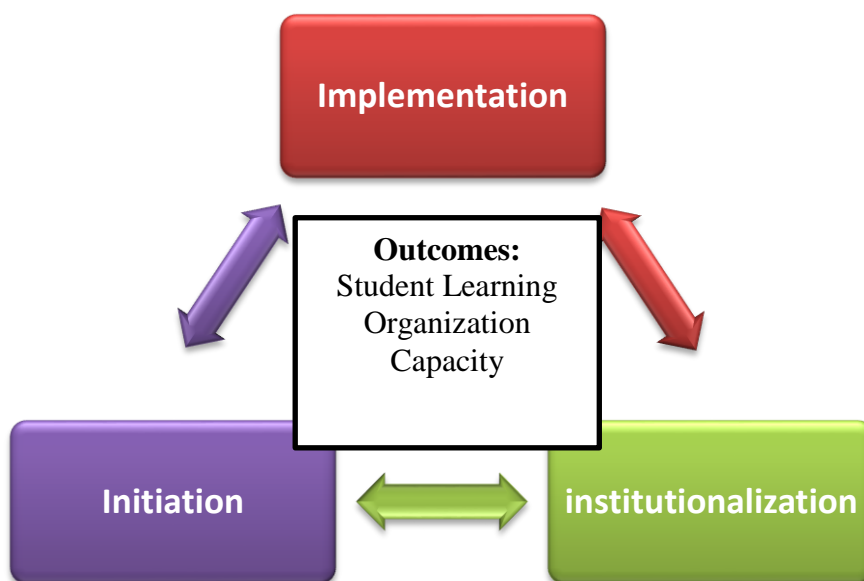 Implementation
Outcomes:
Student Learning
Organization
Capacity
Initiation
institutionalization